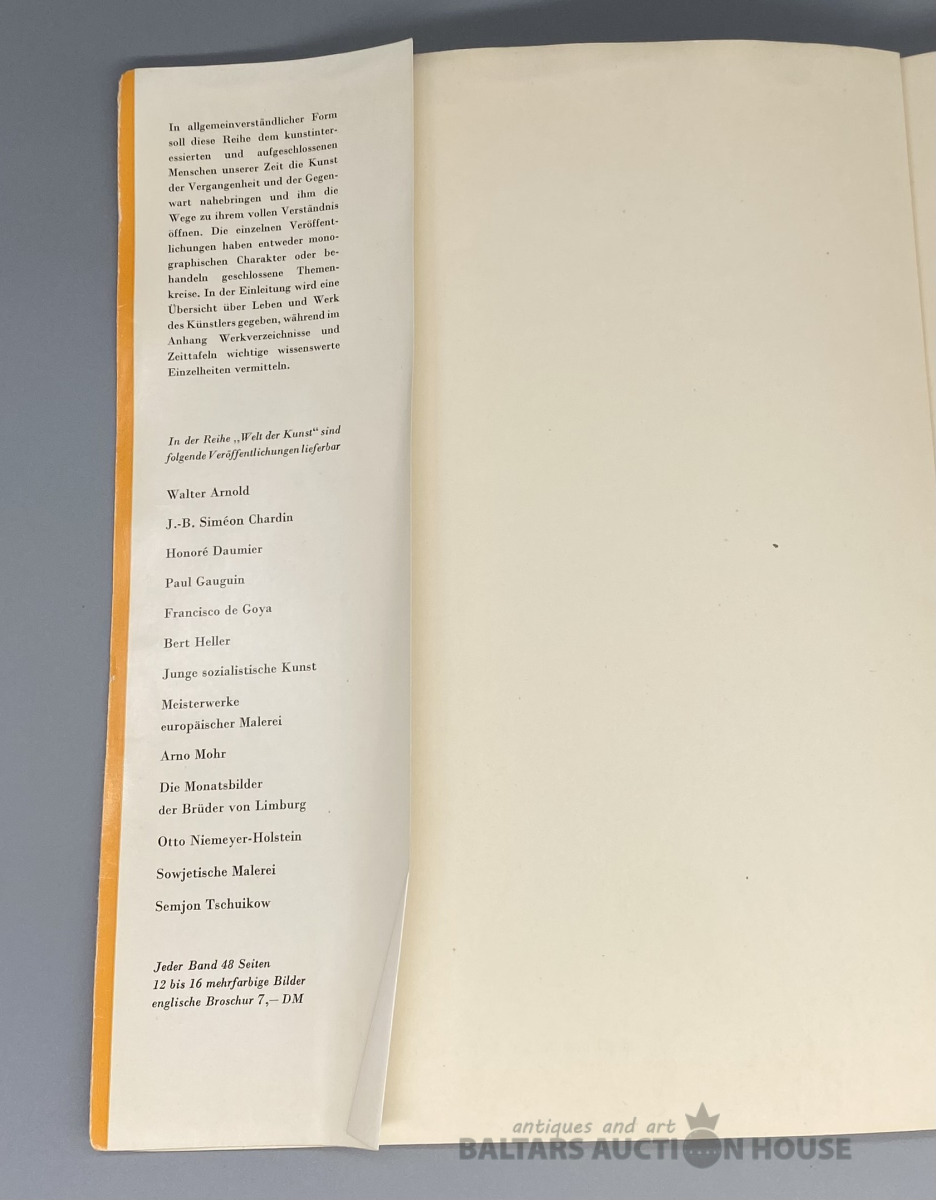 In allgemeinverständlicher Form
soll diese Reihe dem kunstinter-
essierten und aufgeschlossenen
Menschen unserer Zeit die Kunst
der Vergangenheit und der Gegen-
wart nahebringen und ihm die
Wege zu ihrem vollen Verständnis
öffnen. Die einzelnen Veröffent-
lichungen haben entweder mono-
graphischen Charakter oder be-
handeln geschlossene Themen-
kreise. In der Einleitung wird eine
Übersicht über Leben und Werk
des Künstlers gegeben, während im
Anhang Werkverzeichnisse und
Zeittafeln wichtige wissenswerte
Einzelheiten vermitteln.
In der Reihe „Welt der Kunst“ sind
folgende Veröffentlichungen lieferbar
Walter Arnold
J.-B. Siméon Chardin
Honoré Daumier
Paul Gauguin
Francisco de Goya
Bert Heller
Junge sozialistische Kunst
Meisterwerke
europäischer Malerei
Arno Mohr
Die Monatsbilder
der Brüder von Limburg
Otto Niemeyer-Holstein
Sowjetische Malerei
Semjon Tschuikow
Jeder Band 48 Seiten
12 bis 16 mehrfarbige Bilder
englische Broschur 7,— DM
antiques and art
BALTARS AUCTION HOUSE